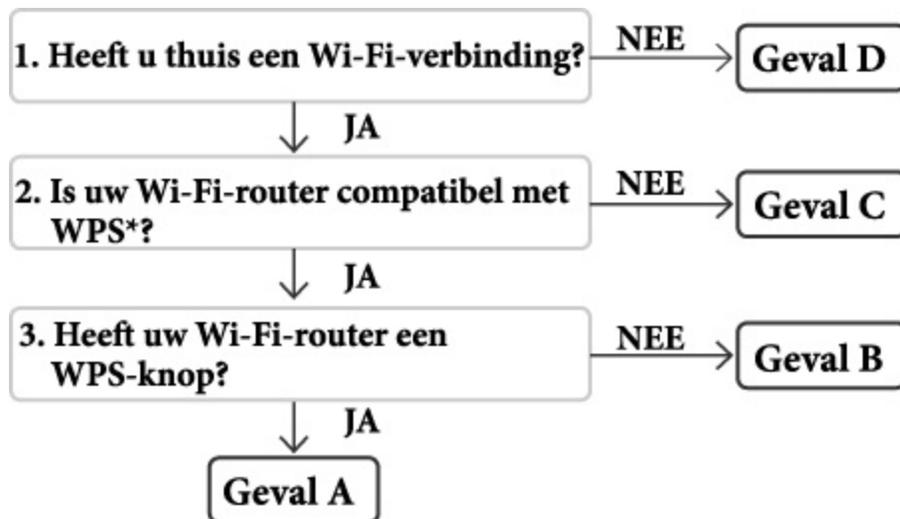 1. Heeft u thuis een Wi-Fi-verbinding?
NEE
Geval D
JA
2. Is uw Wi-Fi-router compatibel met
WPS*?
NEE
Geval C
JA
3. Heeft uw Wi-Fi-router een
WPS-knop?
NEE
Geval B
JA
Geval A